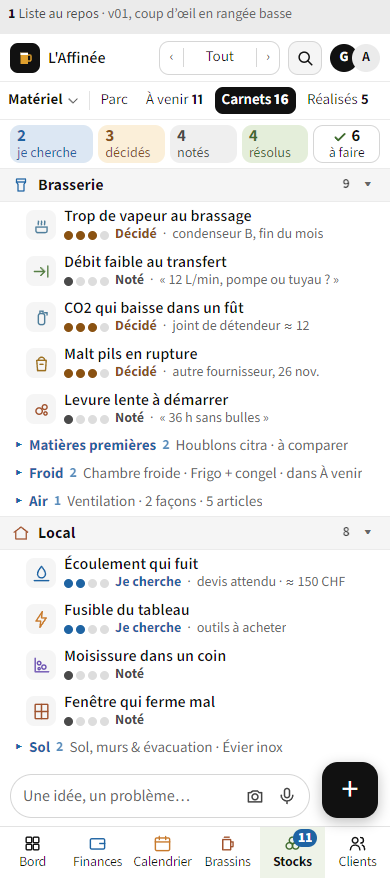 1 Liste au repos · v01, coup d’œil en rangée basse
L'Affinée
‹ Tout ›
G A
Matériel Parc À venir 11 Carnets 16 Réalisés 5
2 je cherche
3 décidés
4 notés
4 résolus
6 à faire
Brasserie 9
Trop de vapeur au brassage
Décidé · condenseur B, fin du mois
Débit faible au transfert
Noté · « 12 L/min, pompe ou tuyau ? »
CO2 qui baisse dans un fût
Décidé · joint de détendeur ≈ 12
Malt pils en rupture
Décidé · autre fournisseur, 26 nov.
Levure lente à démarrer
Noté · « 36 h sans bulles »
Matières premières 2 Houblons citra · à comparer
Froid 2 Chambre froide · Frigo + congel · dans À venir
Air 1 Ventilation · 2 façons · 5 articles
Local 8
Écoulement qui fuit
Je cherche · devis attendu · ≈ 150 CHF
Fusible du tableau
Je cherche · outils à acheter
Moisissure dans un coin
Noté
Fenêtre qui ferme mal
Noté
Sol 2 Sol, murs & évacuation · Évier inox
Une idée, un problème…
+
11
Bord Finances Calendrier Brassins Stocks Clients